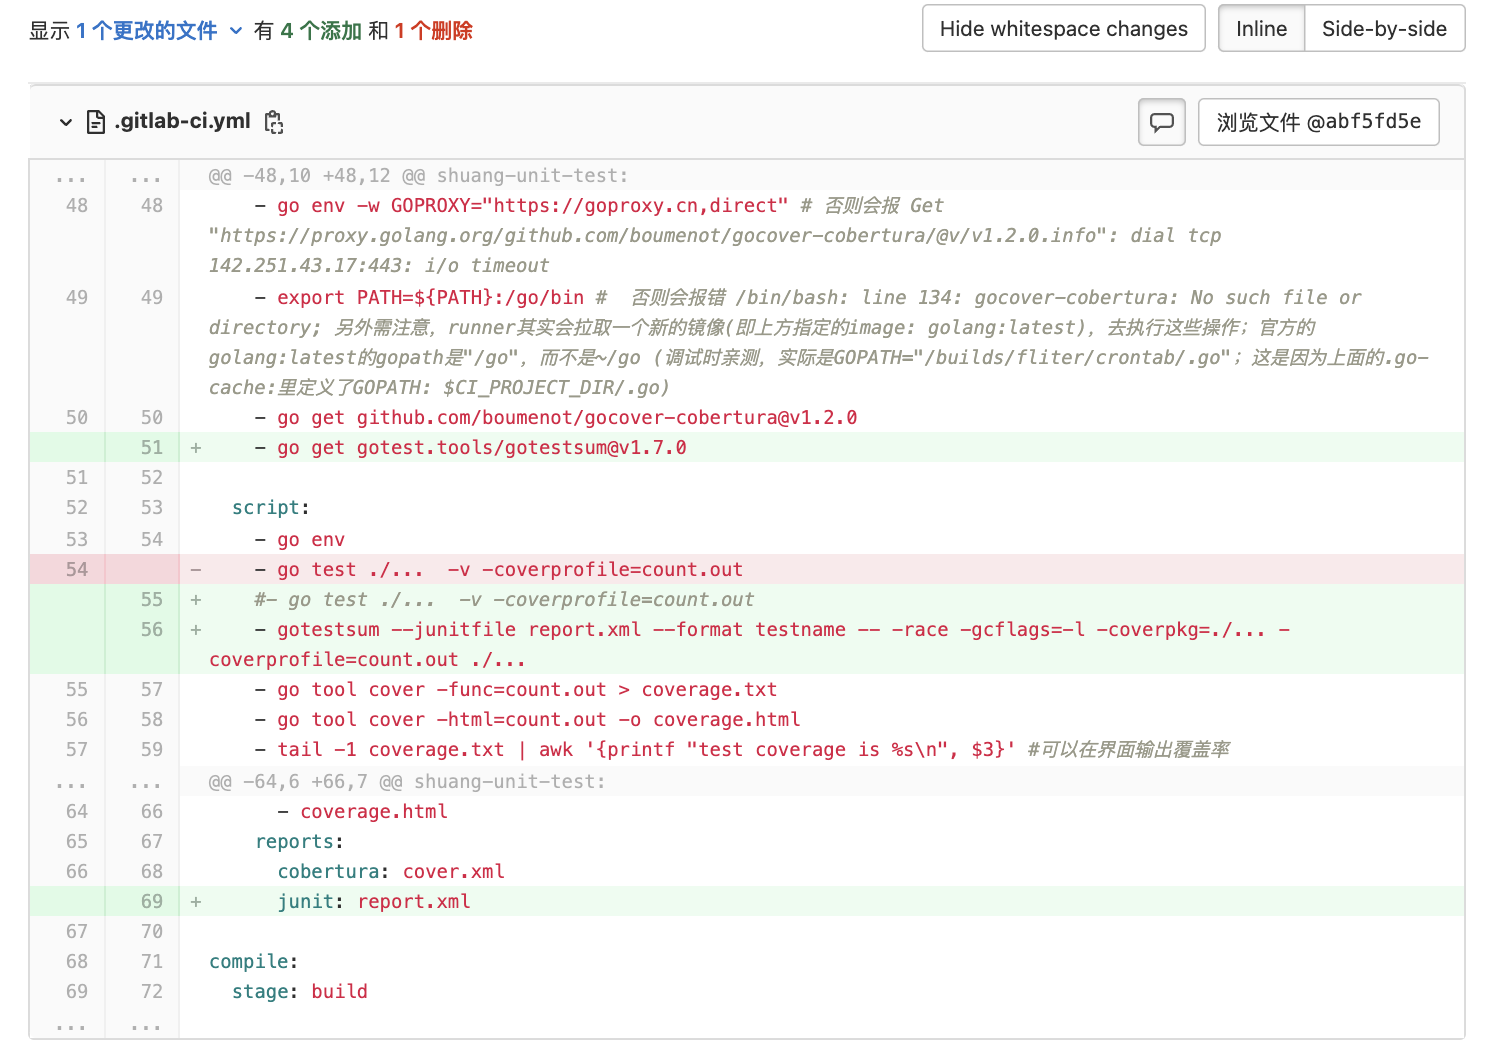 显示 1 个更改的文件 有 4 个添加 和 1 个删除 Hide whitespace changes Inline Side-by-side
.gitlab-ci.yml 浏览文件 @abf5fd5e
... ... @@ -48,10 +48,12 @@ shuang-unit-test:
48 48 - go env -w GOPROXY="https://goproxy.cn,direct" # 否则会报 Get
"https://proxy.golang.org/github.com/boumenot/gocover-cobertura/@v/v1.2.0.info": dial tcp
142.251.43.17:443: i/o timeout
49 49 - export PATH=${PATH}:/go/bin # 否则会报错 /bin/bash: line 134: gocover-cobertura: No such file or
directory; 另外需注意，runner其实会拉取一个新的镜像(即上方指定的image: golang:latest)，去执行这些操作；官方的
golang:latest的gopath是"/go"，而不是~/go (调试时亲测，实际是GOPATH="/builds/fliter/crontab/.go"；这是因为上面的.go-
cache:里定义了GOPATH: $CI_PROJECT_DIR/.go)
50 50 - go get github.com/boumenot/gocover-cobertura@v1.2.0
51 + - go get gotest.tools/gotestsum@v1.7.0
51 52
52 53 script:
53 54 - go env
54 - - go test ./... -v -coverprofile=count.out
55 + #- go test ./... -v -coverprofile=count.out
56 + - gotestsum --junitfile report.xml --format testname -- -race -gcflags=-l -coverpkg=./... -
coverprofile=count.out ./...
55 57 - go tool cover -func=count.out > coverage.txt
56 58 - go tool cover -html=count.out -o coverage.html
57 59 - tail -1 coverage.txt | awk '{printf "test coverage is %s\n", $3}' #可以在界面输出覆盖率
... ... @@ -64,6 +66,7 @@ shuang-unit-test:
64 66 - coverage.html
65 67 reports:
66 68 cobertura: cover.xml
69 + junit: report.xml
67 70
68 71 compile:
69 72 stage: build
... ...